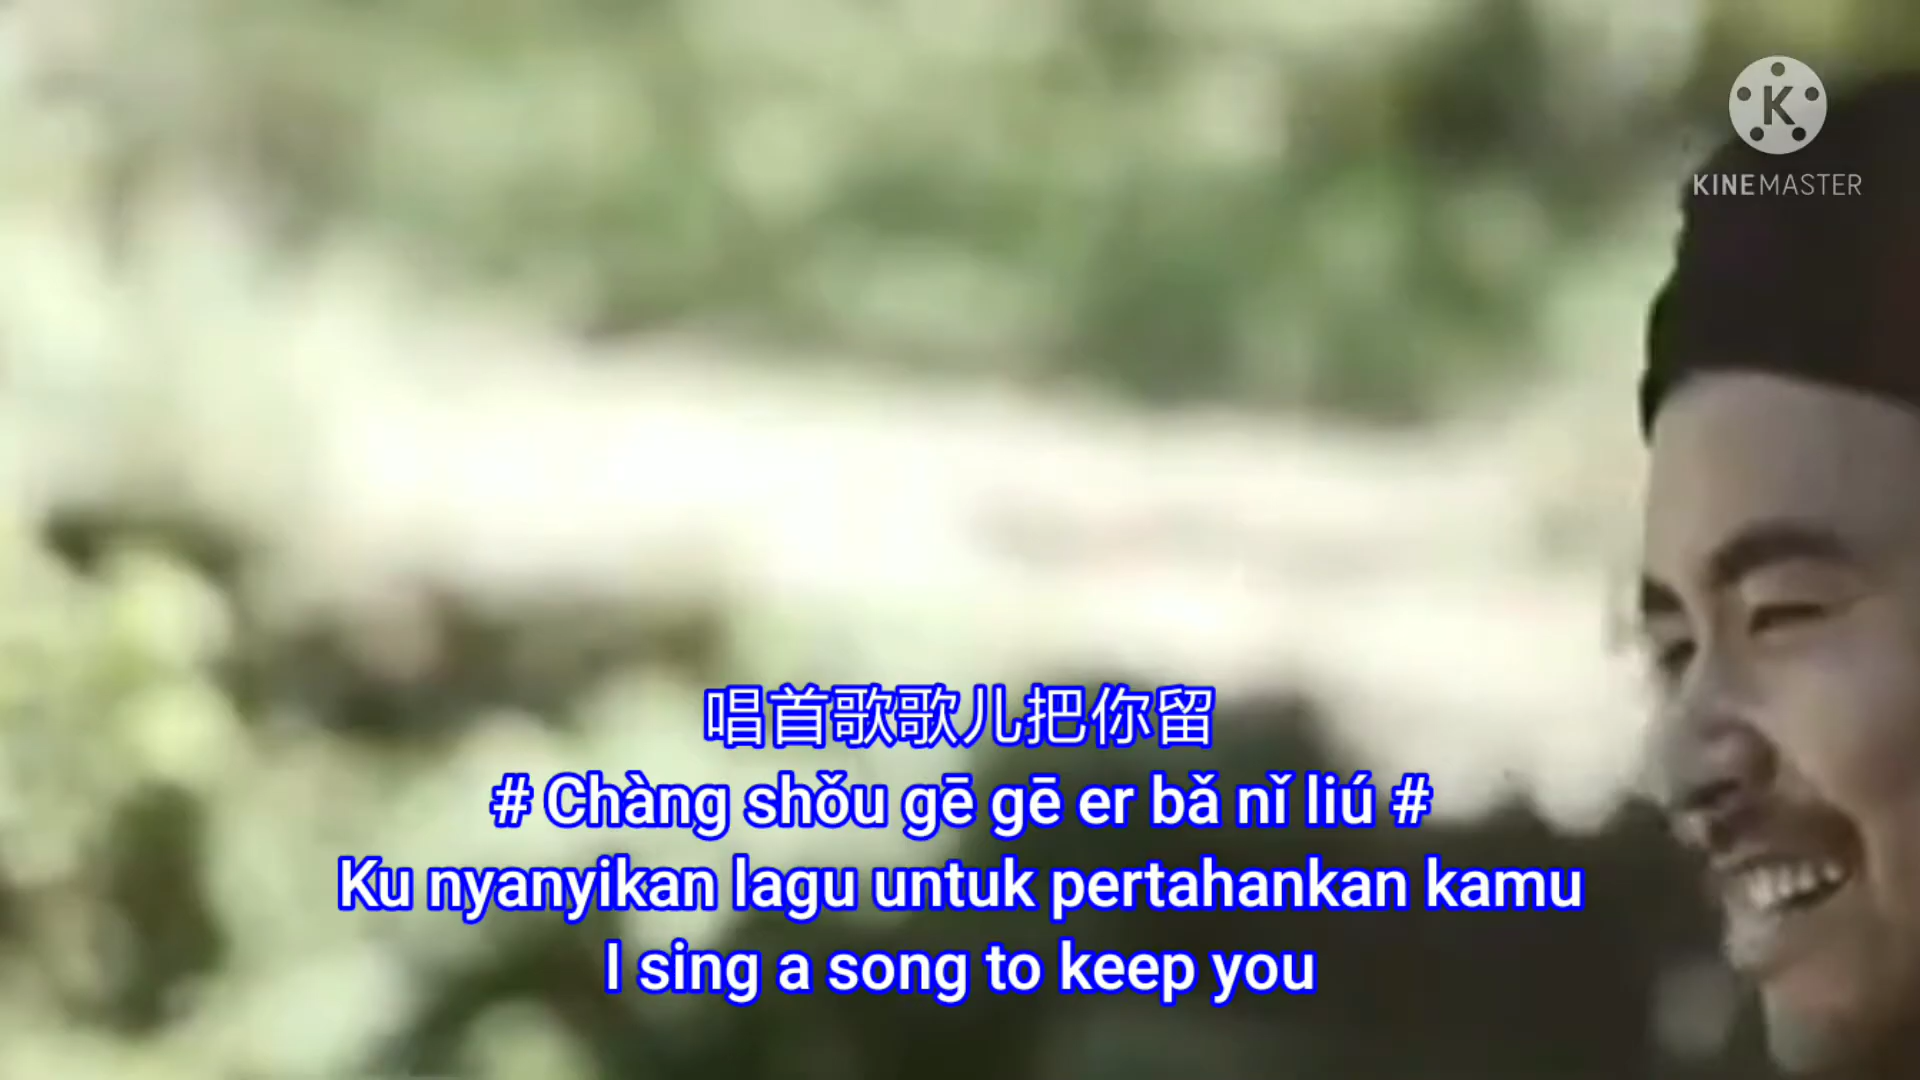 K
KINEMASTER
唱首歌歌儿把你留
# Chàng shǒu gē gē er bǎ nǐ liú #
Ku nyanyikan lagu untuk pertahankan kamu
I sing a song to keep you